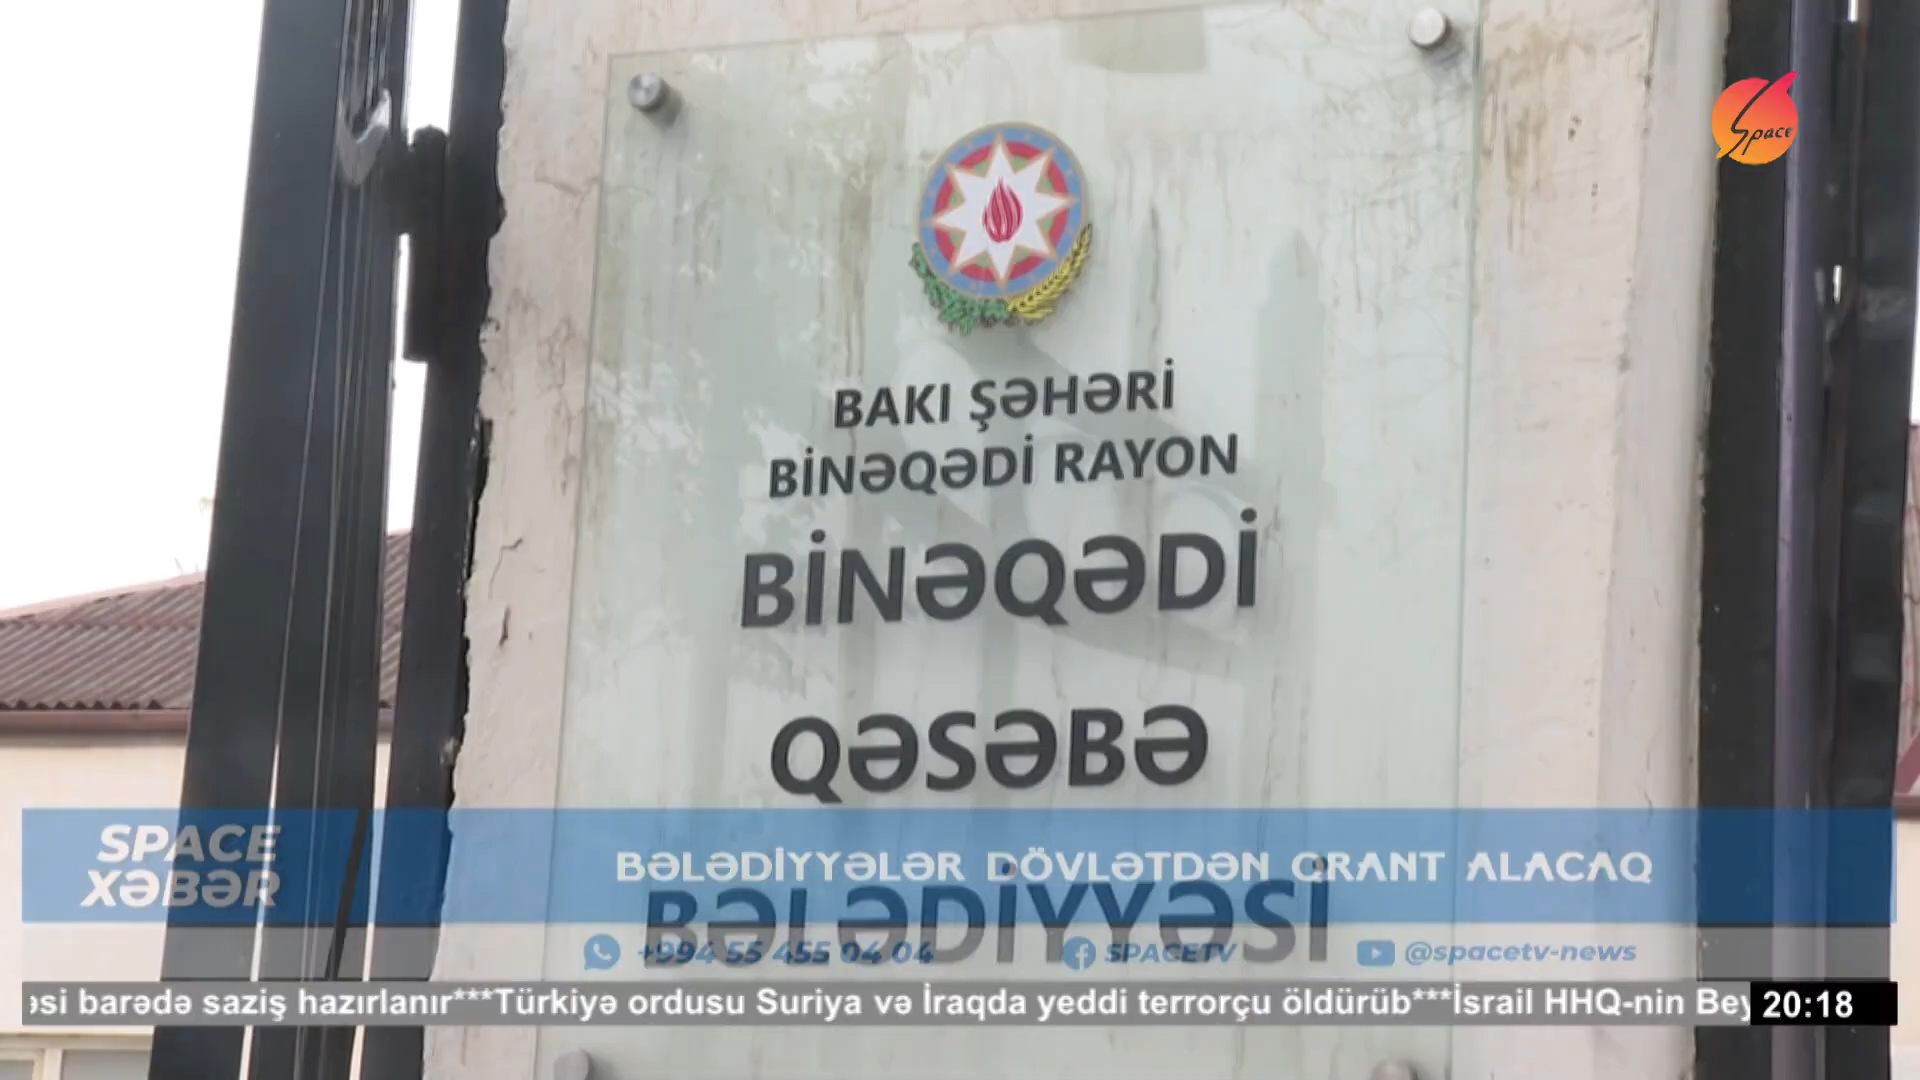 Space
BAKI ŞƏHƏRİ
BİNƏQƏDİ RAYON
BİNƏQƏDİ
QƏSƏBƏ
BƏLƏDİYYƏSİ
SPACE
XƏBƏR
BƏLƏDİYYƏLƏR DÖVLƏTDƏN QRANT ALACAQ
+994 55 455 04 04 SPACETV @spacetv-news
əsi barədə saziş hazırlanır***Türkiyə ordusu Suriya və İraqda yeddi terrorçu öldürüb***İsrail HHQ-nin Bey
20:18